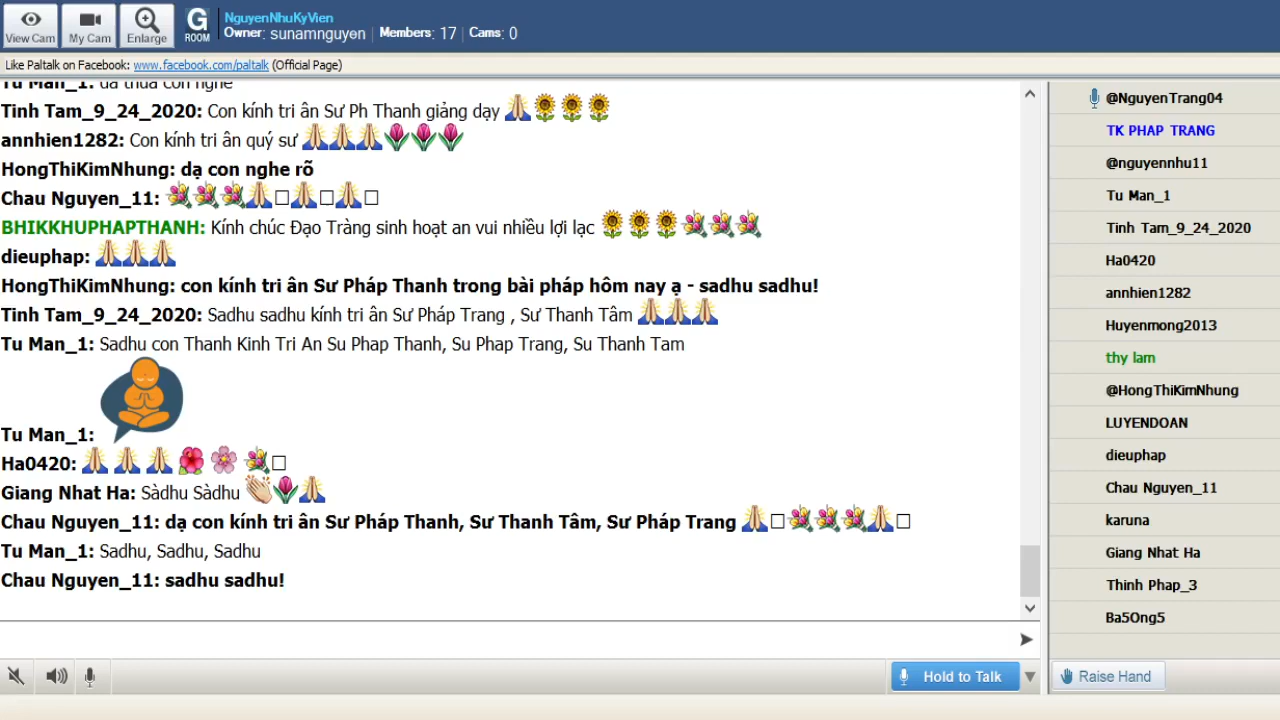 View Cam
My Cam
Enlarge
G
ROOM
NguyenNhuKyVien
Owner: sunamnguyen | Members: 17 | Cams: 0
Like Paltalk on Facebook: www.facebook.com/paltalk (Official Page)
Tu Man_1: da thua con nghe
Tinh Tam_9_24_2020: Con kính tri ân Sư Ph Thanh giảng dạy 🙏🌻🌻🌻
annhien1282: Con kính tri ân quý sư 🙏🙏🙏🌷🌷🌷
HongThiKimNhung: dạ con nghe rõ
Chau Nguyen_11: 💐💐💐🙏□🙏□🙏□
BHIKKHUPHAPTHANH: Kính chúc Đạo Tràng sinh hoạt an vui nhiều lợi lạc 🌻🌻🌻💐💐💐
dieuphap: 🙏🙏🙏
HongThiKimNhung: con kính tri ân Sư Pháp Thanh trong bài pháp hôm nay ạ - sadhu sadhu!
Tinh Tam_9_24_2020: Sadhu sadhu kính tri ân Sư Pháp Trang , Sư Thanh Tâm 🙏🙏🙏
Tu Man_1: Sadhu con Thanh Kinh Tri An Su Phap Thanh, Su Phap Trang, Su Thanh Tam
Tu Man_1:
Ha0420: 🙏 🙏 🙏 🌺 🌸 💐□
Giang Nhat Ha: Sàdhu Sàdhu 👏🌷🙏
Chau Nguyen_11: dạ con kính tri ân Sư Pháp Thanh, Sư Thanh Tâm, Sư Pháp Trang 🙏□💐💐💐🙏□
Tu Man_1: Sadhu, Sadhu, Sadhu
Chau Nguyen_11: sadhu sadhu!
Hold to Talk
@NguyenTrang04
TK PHAP TRANG
@nguyennhu11
Tu Man_1
Tinh Tam_9_24_2020
Ha0420
annhien1282
Huyenmong2013
thy lam
@HongThiKimNhung
LUYENDOAN
dieuphap
Chau Nguyen_11
karuna
Giang Nhat Ha
Thinh Phap_3
Ba5Ong5
Raise Hand